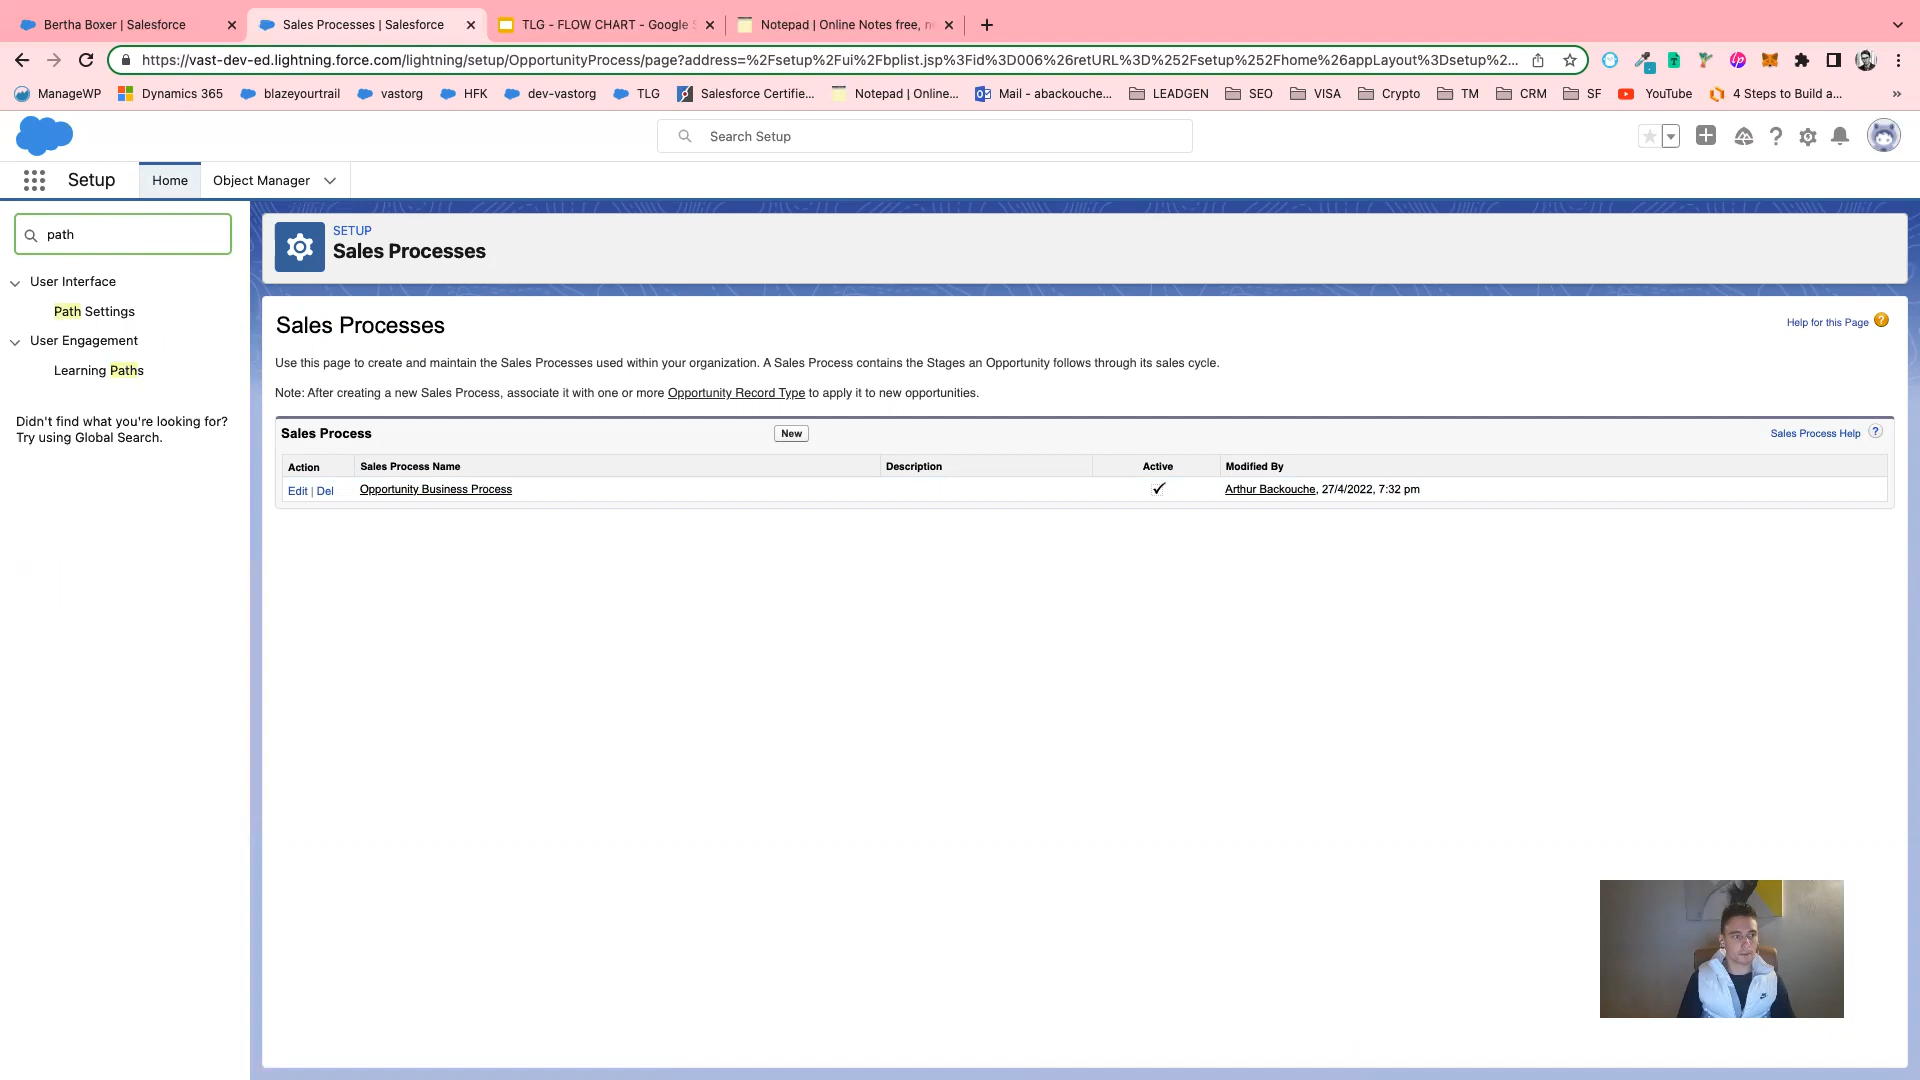 Bertha Boxer | Salesforce
Sales Processes | Salesforce
TLG - FLOW CHART - Google S
Notepad | Online Notes free, n
https://vast-dev-ed.lightning.force.com/lightning/setup/OpportunityProcess/page?address=%2Fsetup%2Fui%2Fbplist.jsp%3Fid%3D006%26retURL%3D%252Fsetup%252Fhome%26appLayout%3Dsetup%2...
ManageWP
Dynamics 365
blazeyourtrail
vastorg
HFK
dev-vastorg
TLG
Salesforce Certifie...
Notepad | Online...
Mail - abackouche...
LEADGEN
SEO
VISA
Crypto
TM
CRM
SF
YouTube
4 Steps to Build a...
»
Search Setup
Setup
Home
Object Manager
path
User Interface
Path Settings
User Engagement
Learning Paths
Didn't find what you're looking for?
Try using Global Search.
SETUP
Sales Processes
Sales Processes
Help for this Page ?
Use this page to create and maintain the Sales Processes used within your organization. A Sales Process contains the Stages an Opportunity follows through its sales cycle.
Note: After creating a new Sales Process, associate it with one or more Opportunity Record Type to apply it to new opportunities.
Sales Process
New
Sales Process Help ?
Action
Sales Process Name
Description
Active
Modified By
Edit | Del
Opportunity Business Process
Arthur Backouche, 27/4/2022, 7:32 pm